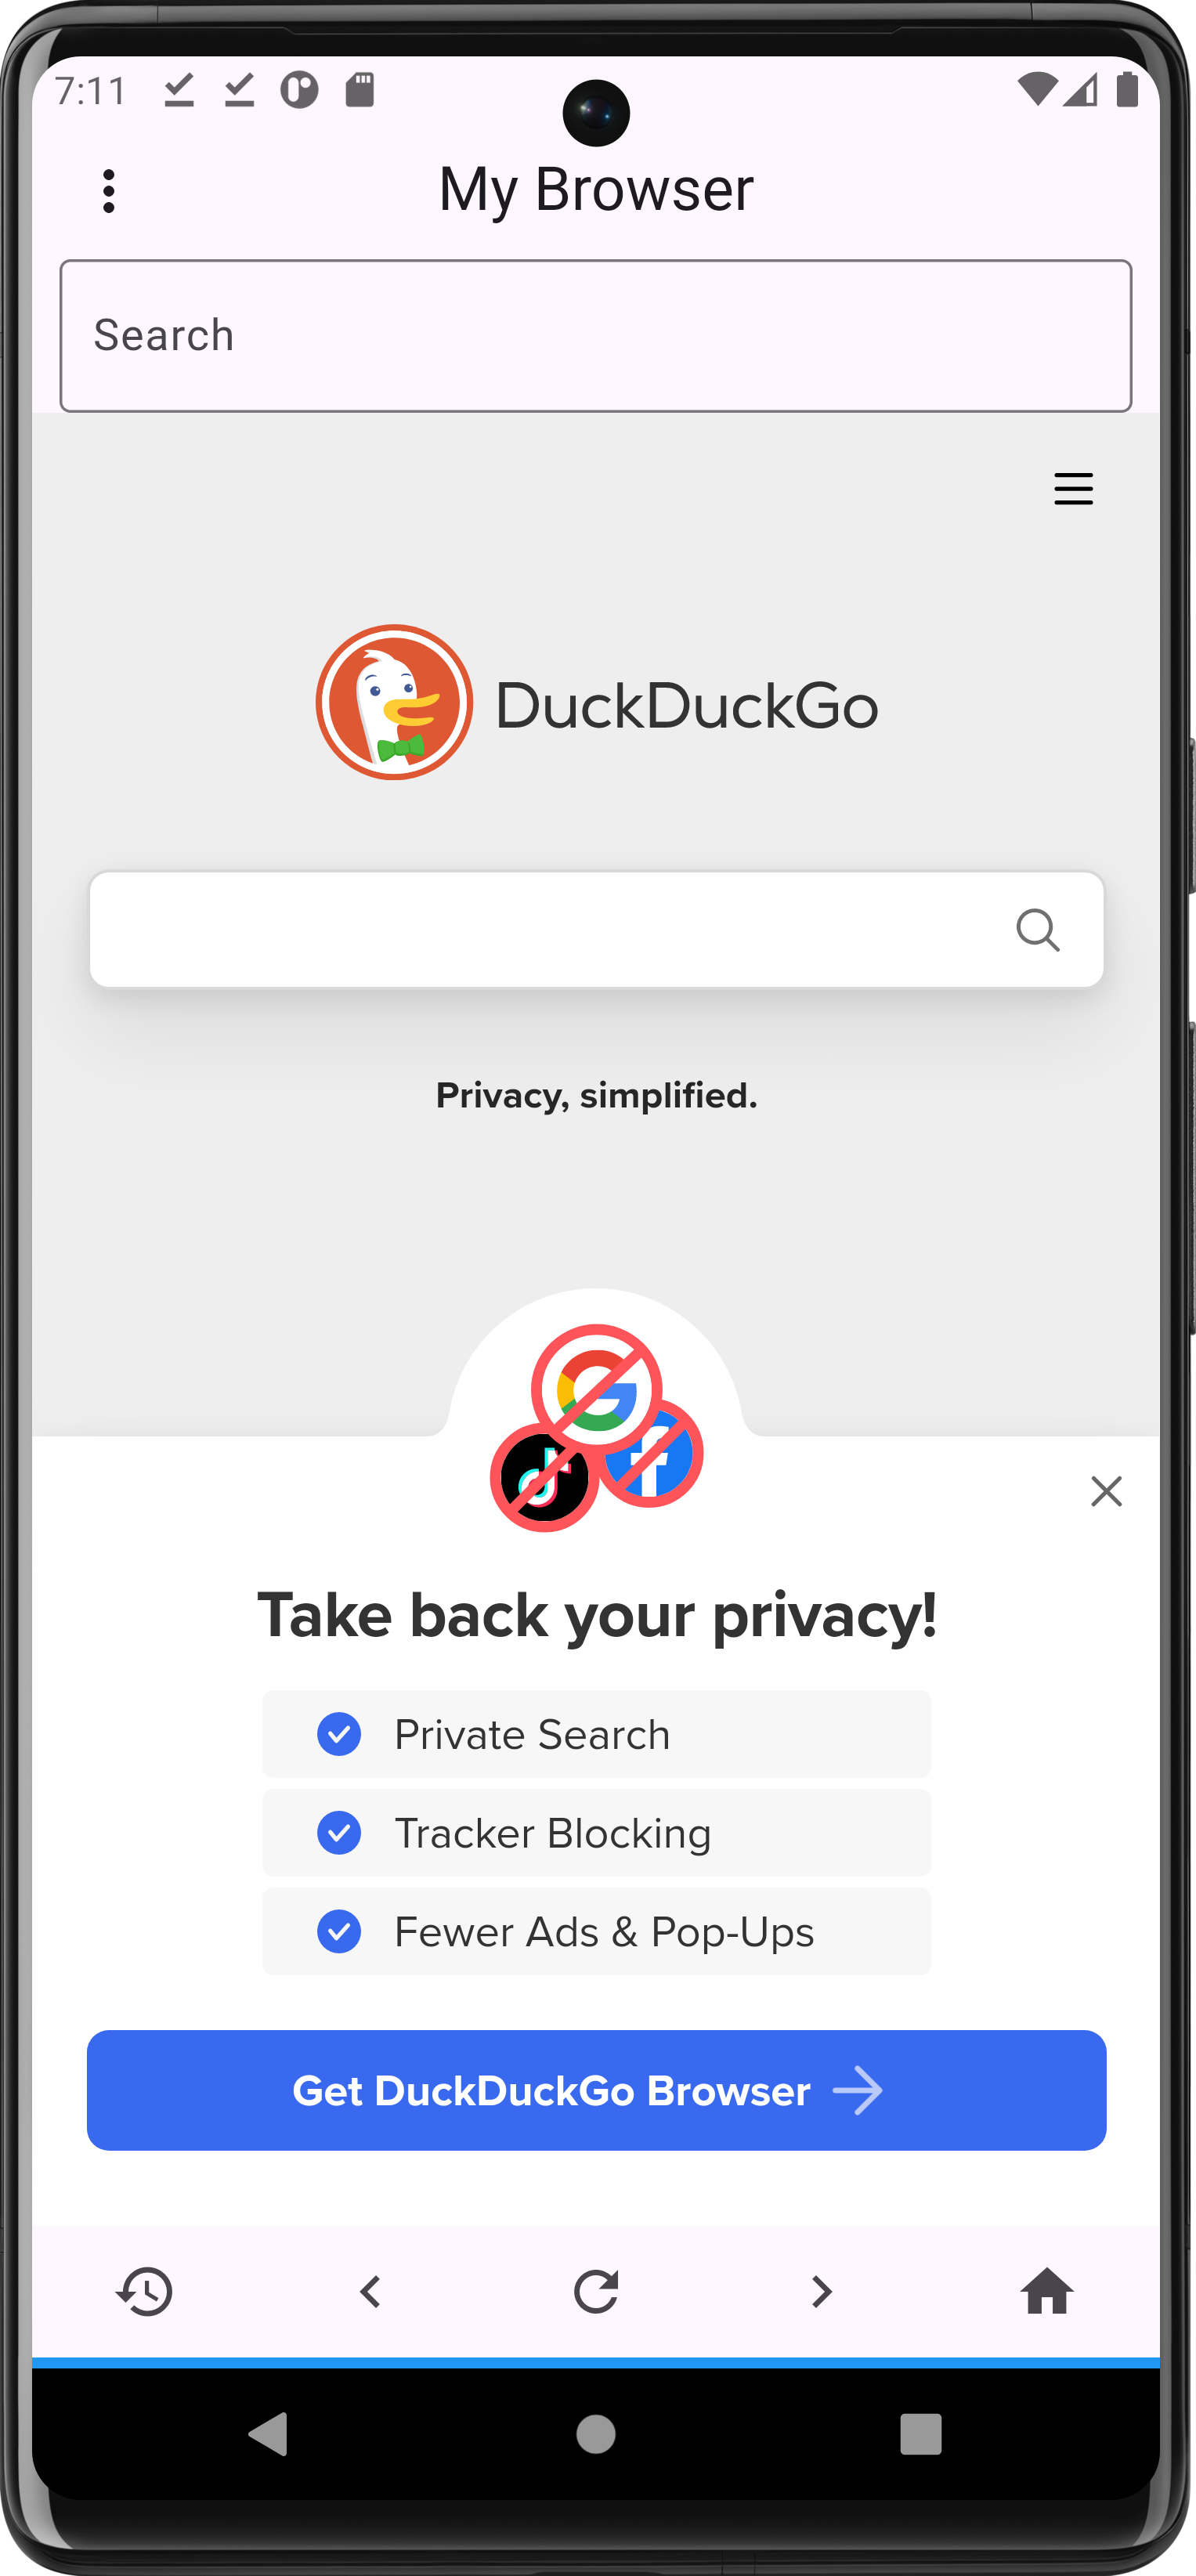 7:11
My Browser
Search
DuckDuckGo
Privacy, simplified.
Take back your privacy!
Private Search
Tracker Blocking
Fewer Ads & Pop-Ups
Get DuckDuckGo Browser